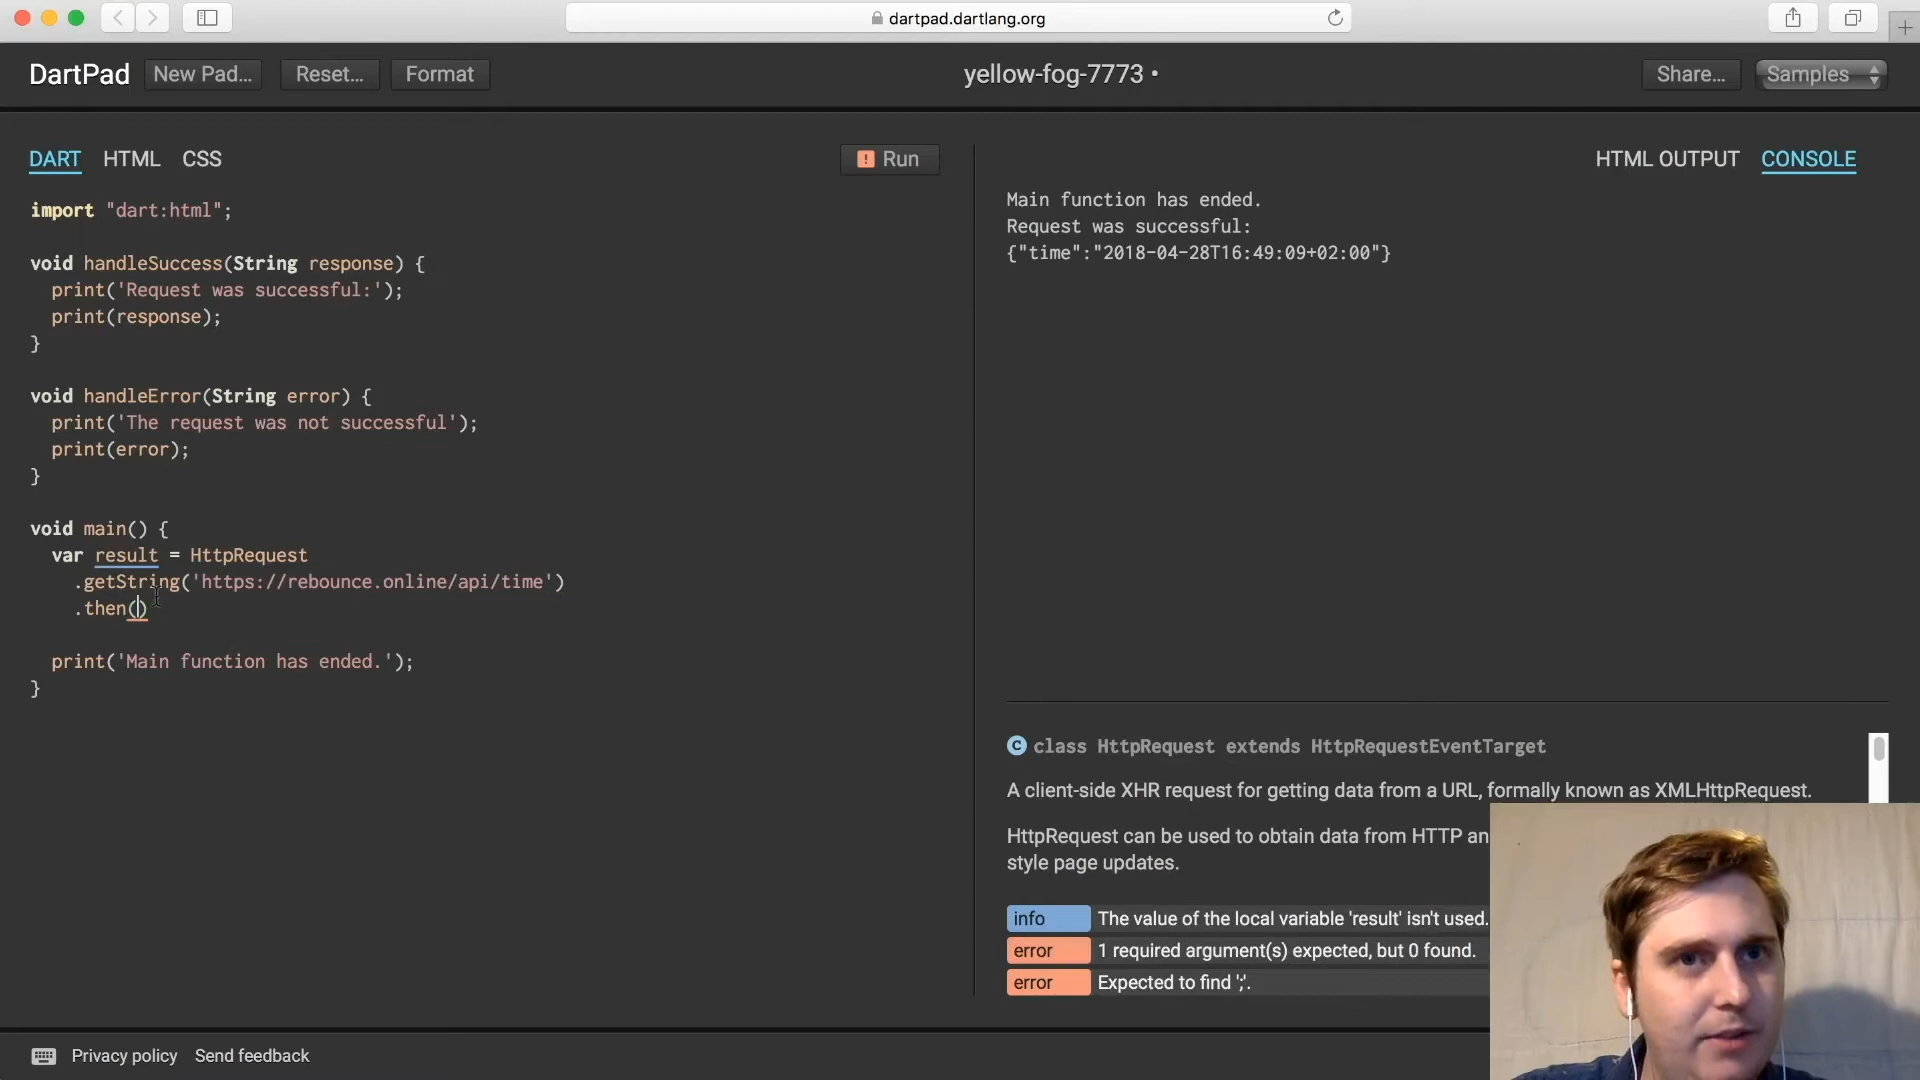 dartpad.dartlang.org
DartPad New Pad... Reset... Format yellow-fog-7773 • Share... Samples
DART HTML CSS Run HTML OUTPUT CONSOLE
import "dart:html";
void handleSuccess(String response) {
print('Request was successful:');
print(response);
}
void handleError(String error) {
print('The request was not successful');
print(error);
}
void main() {
var result = HttpRequest
.getString('https://rebounce.online/api/time')
.then()
print('Main function has ended.');
}
Main function has ended.
Request was successful:
{"time":"2018-04-28T16:49:09+02:00"}
C class HttpRequest extends HttpRequestEventTarget
A client-side XHR request for getting data from a URL, formally known as XMLHttpRequest.
HttpRequest can be used to obtain data from HTTP an
style page updates.
info The value of the local variable 'result' isn't used.
error 1 required argument(s) expected, but 0 found.
error Expected to find ';'.
Privacy policy Send feedback